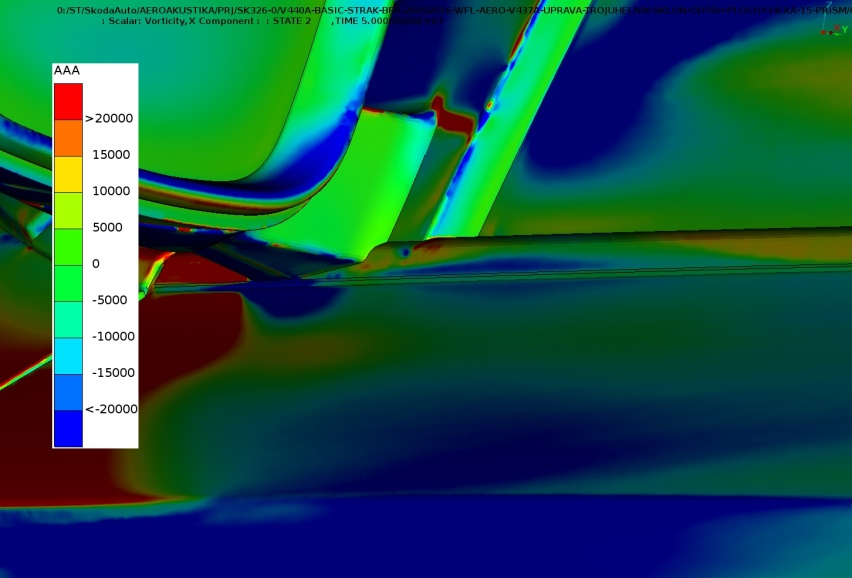 0:/ST/SkodaAuto/AEROAKUSTIKA/PRJ/SK326-0/V440A-BASIC-STRAK-
: Scalar: Vorticity,X Component : : STATE 2 ,TIME 5.000
AAA
>20000
15000
10000
5000
0
-5000
-10000
-15000
<-20000
Y